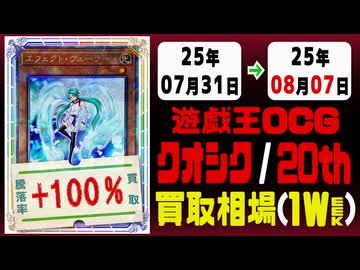 エフェクト・ヴェーラー
光
騰落率
+100%
買取
25年
07月31日
25年
08月07日
遊戯王OCG
クオシク/20th
買取相場(1WEEK)